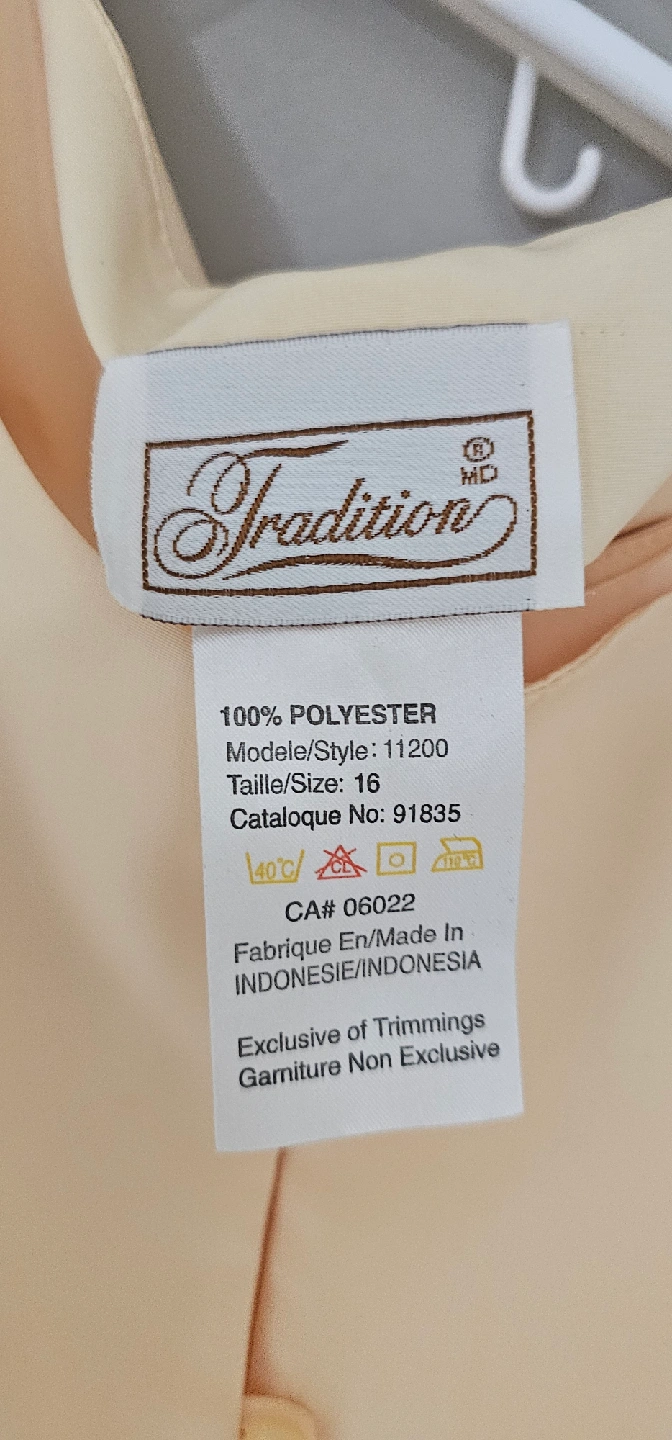 Tradition
®
MD
100% POLYESTER
Modele/Style: 11200
Taille/Size: 16
Cataloque No: 91835
40°C CL 110°C
CA# 06022
Fabrique En/Made In
INDONESIE/INDONESIA
Exclusive of Trimmings
Garniture Non Exclusive